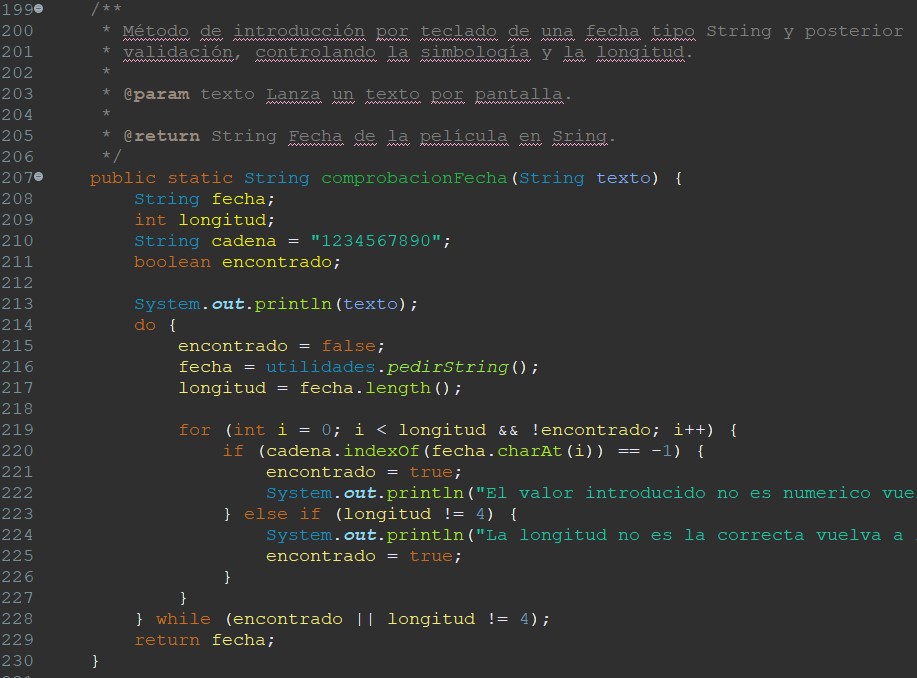 199 /**
200 * Método de introducción por teclado de una fecha tipo String y posterior
201 * validación, controlando la simbología y la longitud.
202 *
203 * @param texto Lanza un texto por pantalla.
204 *
205 * @return String Fecha de la película en Sring.
206 */
207 public static String comprobacionFecha(String texto) {
208 String fecha;
209 int longitud;
210 String cadena = "1234567890";
211 boolean encontrado;
212
213 System.out.println(texto);
214 do {
215 encontrado = false;
216 fecha = utilidades.pedirString();
217 longitud = fecha.length();
218
219 for (int i = 0; i < longitud && !encontrado; i++) {
220 if (cadena.indexOf(fecha.charAt(i)) == -1) {
221 encontrado = true;
222 System.out.println("El valor introducido no es numerico vue
223 } else if (longitud != 4) {
224 System.out.println("La longitud no es la correcta vuelva a
225 encontrado = true;
226 }
227 }
228 } while (encontrado || longitud != 4);
229 return fecha;
230 }